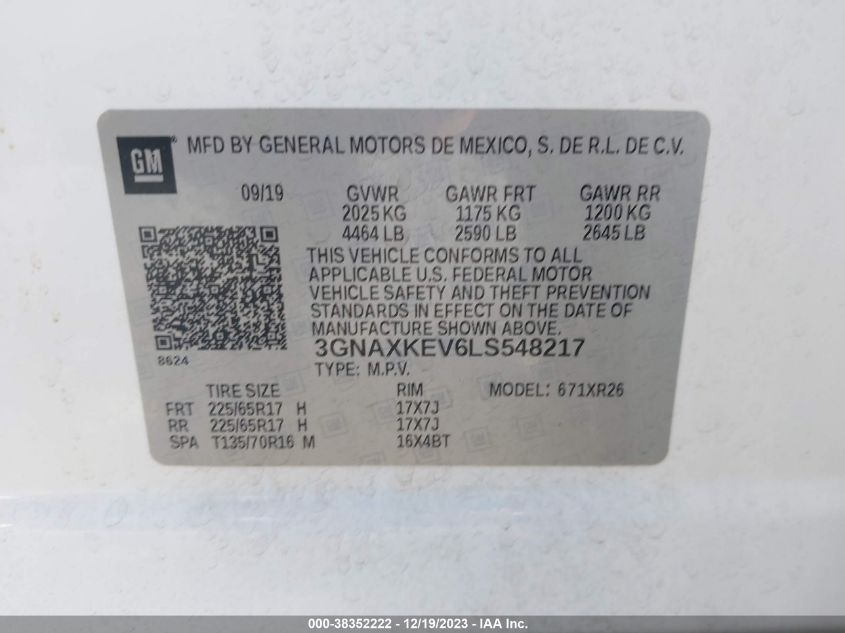 GM ® MFD BY GENERAL MOTORS DE MEXICO, S. DE R.L. DE C.V.
09/19 GVWR GAWR FRT GAWR RR
2025 KG 1175 KG 1200 KG
4464 LB 2590 LB 2645 LB
THIS VEHICLE CONFORMS TO ALL
APPLICABLE U.S. FEDERAL MOTOR
VEHICLE SAFETY AND THEFT PREVENTION
STANDARDS IN EFFECT ON THE DATE OF
MANUFACTURE SHOWN ABOVE.
8624
3GNAXKEV6LS548217
TYPE: M.P.V.
TIRE SIZE RIM MODEL: 671XR26
FRT 225/65R17 H 17X7J
RR 225/65R17 H 17X7J
SPA T135/70R16 M 16X4BT
000-38352222 - 12/19/2023 - IAA Inc.